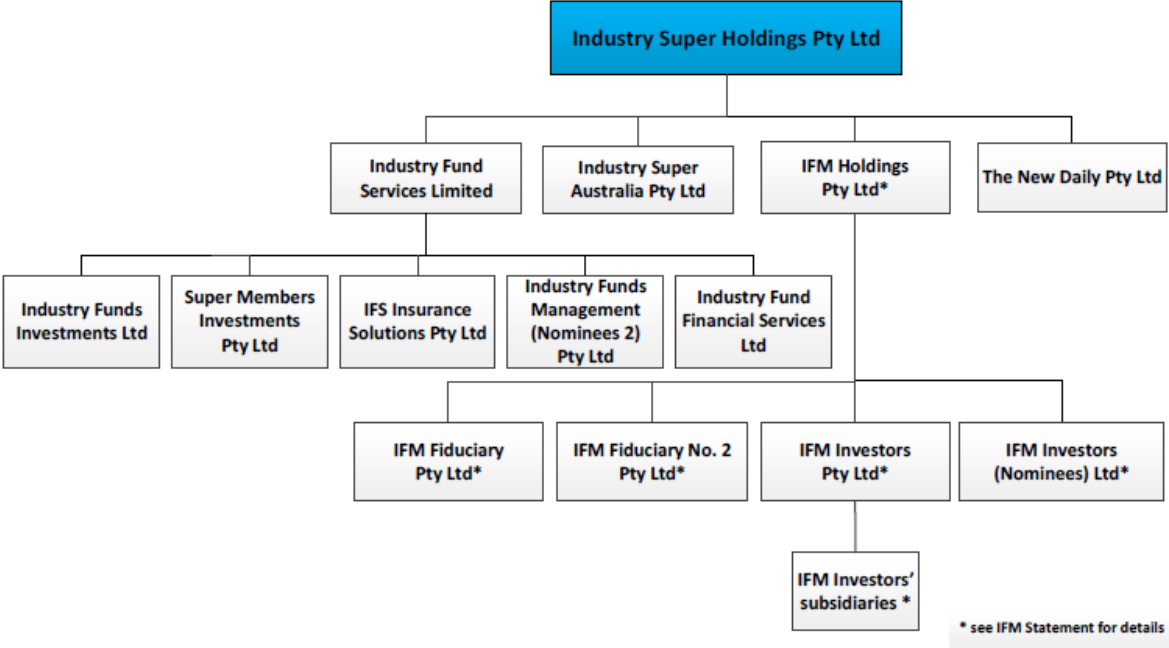 Industry Super Holdings Pty Ltd
Industry Fund
Services Limited
Industry Super
Australia Pty Ltd
IFM Holdings
Pty Ltd*
The New Daily Pty Ltd
Industry Funds
Investments Ltd
Super Members
Investments
Pty Ltd
IFS Insurance
Solutions Pty Ltd
Industry Funds
Management
(Nominees 2)
Pty Ltd
Industry Fund
Financial Services
Ltd
IFM Fiduciary
Pty Ltd*
IFM Fiduciary No. 2
Pty Ltd*
IFM Investors
Pty Ltd*
IFM Investors
(Nominees) Ltd*
IFM Investors’
subsidiaries *
* see IFM Statement for details